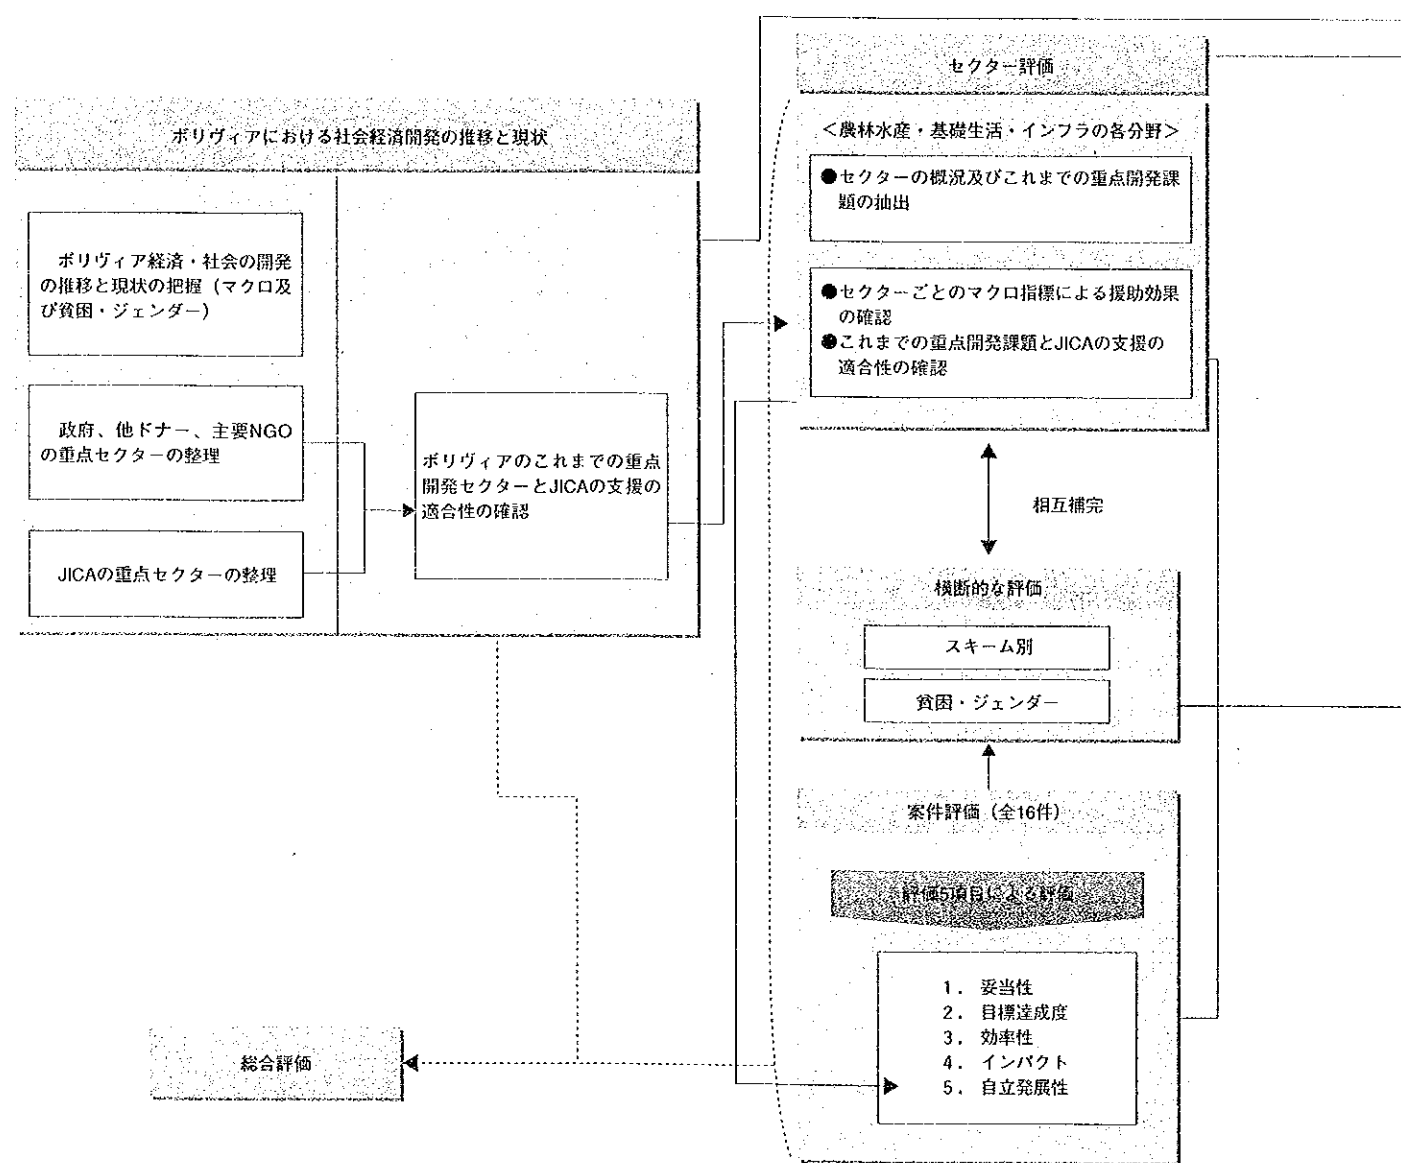 ボリヴィアにおける社会経済開発の推移と現状
ボリヴィア経済・社会の開発
の推移と現状の把握（マクロ及
び貧困・ジェンダー）
政府、他ドナー、主要NGO
の重点セクターの整理
JICAの重点セクターの整理
ボリヴィアのこれまでの重点
開発セクターとJICAの支援の
適合性の確認
セクター評価
＜農林水産・基礎生活・インフラの各分野＞
●セクターの概況及びこれまでの重点開発課
題の抽出
●セクターごとのマクロ指標による援助効果
の確認
●これまでの重点開発課題とJICAの支援の
適合性の確認
相互補完
横断的な評価
スキーム別
貧困・ジェンダー
案件評価（全16件）
評価5項目による評価
1. 妥当性
2. 目標達成度
3. 効率性
4. インパクト
5. 自立発展性
総合評価